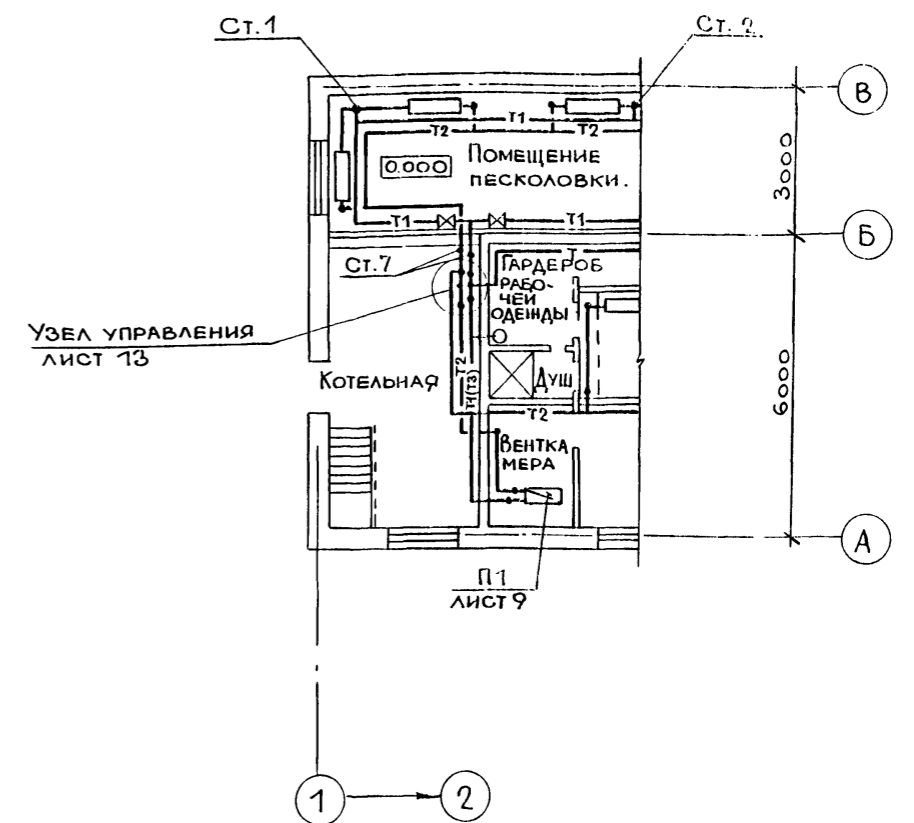 Ст. 1
Ст. 2.
В
Т1
Т2
Т2
0.000
Помещение
песколовки.
3000
Т1
Т1
Б
Ст. 7
Т
Гардероб
рабо-
чей
одежды
Узел управления
лист 13
Котельная
Т2
Т1(Т3)
Душ
Т2
6000
Вентка
мера
А
П1
лист 9
1
2